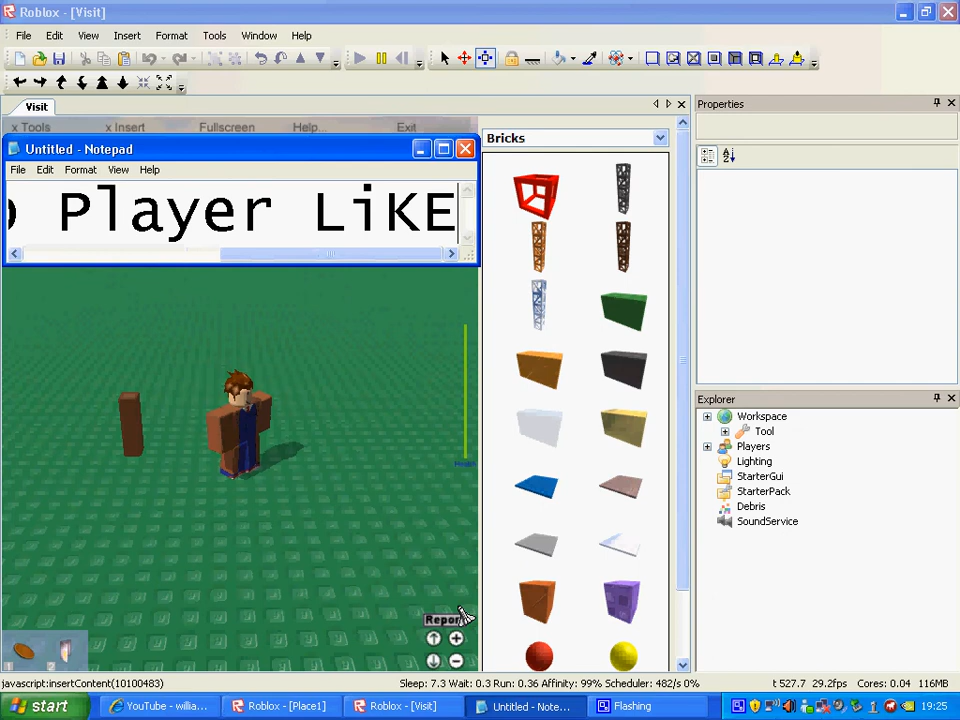 Roblox - [Visit]
File Edit View Insert Format Tools Window Help
Visit
x Tools x Insert Fullscreen Help... Exit
Untitled - Notepad
File Edit Format View Help
Player LiKE
Bricks
Properties
Explorer
Workspace
Tool
Players
Lighting
StarterGui
StarterPack
Debris
SoundService
Repor
1 2
javascript:insertContent(10100483)
Sleep: 7.3 Wait: 0.3 Run: 0.36 Affinity: 99% Scheduler: 482/s 0%
t 527.7 29.2fps Cores: 0.04 116MB
start
YouTube - willia...
Roblox - [Place1]
Roblox - [Visit]
Untitled - Note...
Flashing
19:25